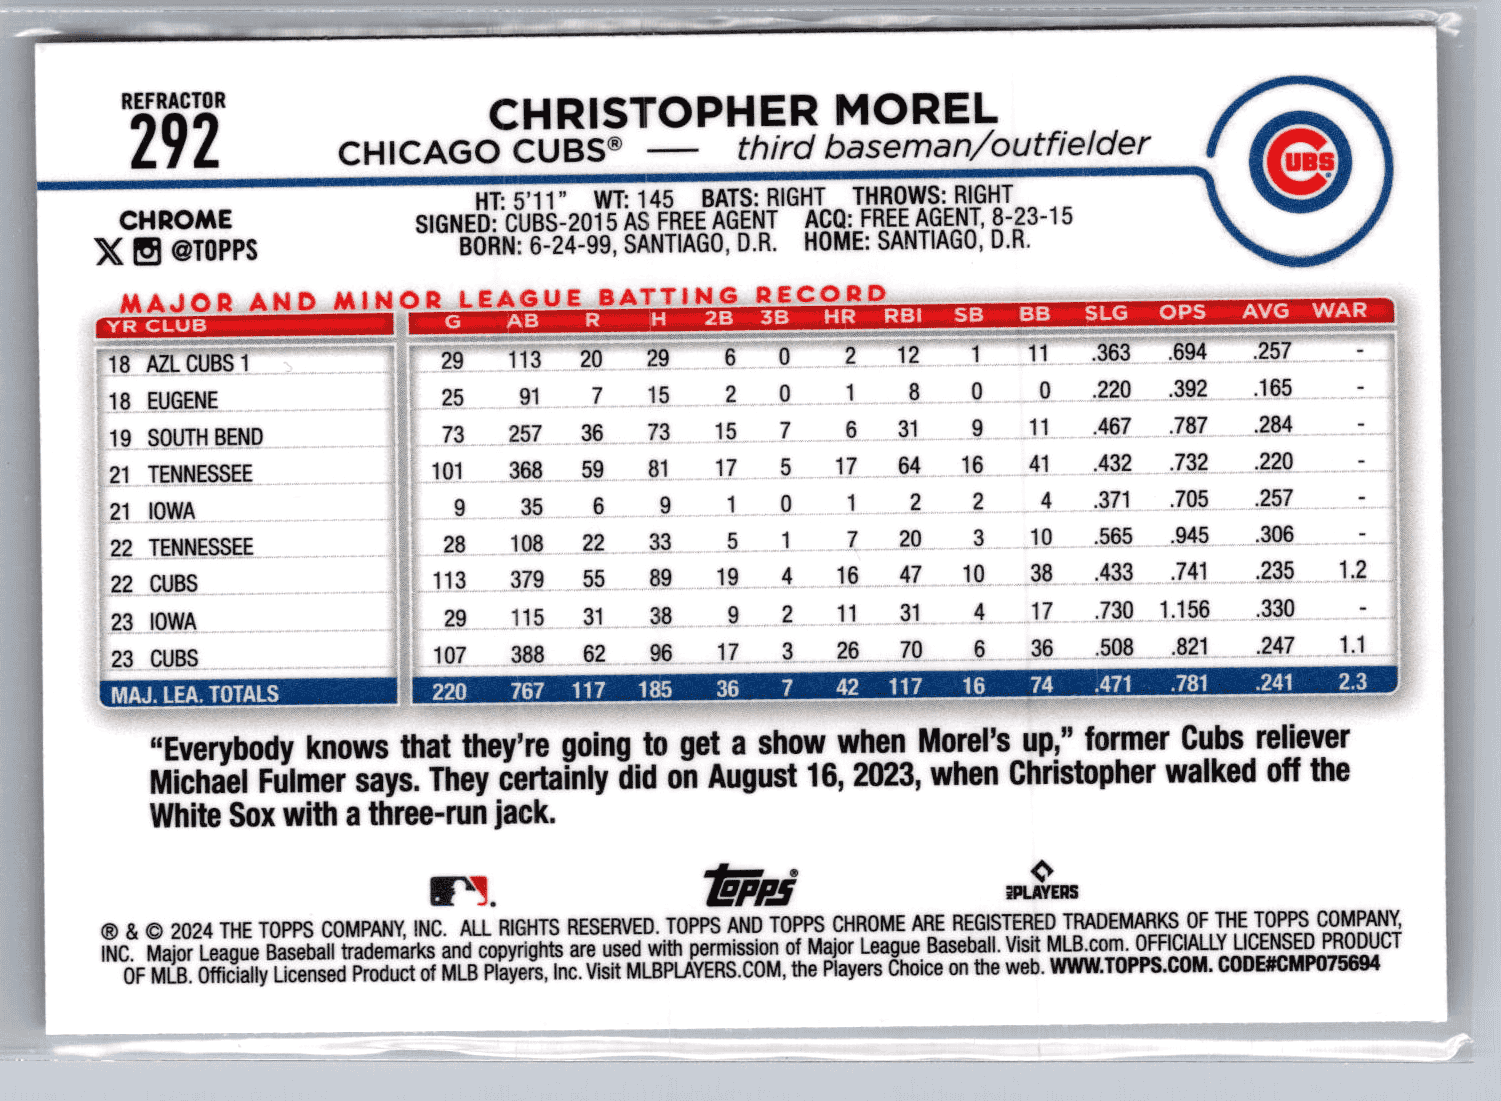 REFRACTOR
292
CHRISTOPHER MOREL
CHICAGO CUBS® — third baseman/outfielder
CUBS
HT: 5'11" WT: 145 BATS: RIGHT THROWS: RIGHT
SIGNED: CUBS-2015 AS FREE AGENT ACQ: FREE AGENT, 8-23-15
BORN: 6-24-99, SANTIAGO, D.R. HOME: SANTIAGO, D.R.
CHROME
X @TOPPS
MAJOR AND MINOR LEAGUE BATTING RECORD
YR CLUB G AB R H 2B 3B HR RBI SB BB SLG OPS AVG WAR
18 AZL CUBS 1 29 113 20 29 6 0 2 12 1 11 .363 .694 .257 -
18 EUGENE 25 91 7 15 2 0 1 8 0 0 .220 .392 .165 -
19 SOUTH BEND 73 257 36 73 15 7 6 31 9 11 .467 .787 .284 -
21 TENNESSEE 101 368 59 81 17 5 17 64 16 41 .432 .732 .220 -
21 IOWA 9 35 6 9 1 0 1 2 2 4 .371 .705 .257 -
22 TENNESSEE 28 108 22 33 5 1 7 20 3 10 .565 .945 .306 -
22 CUBS 113 379 55 89 19 4 16 47 10 38 .433 .741 .235 1.2
23 IOWA 29 115 31 38 9 2 11 31 4 17 .730 1.156 .330 -
23 CUBS 107 388 62 96 17 3 26 70 6 36 .508 .821 .247 1.1
MAJ. LEA. TOTALS 220 767 117 185 36 7 42 117 16 74 .471 .781 .241 2.3
"Everybody knows that they're going to get a show when Morel's up," former Cubs reliever
Michael Fulmer says. They certainly did on August 16, 2023, when Christopher walked off the
White Sox with a three-run jack.
Topps®
MLB PLAYERS
® & © 2024 THE TOPPS COMPANY, INC. ALL RIGHTS RESERVED. TOPPS AND TOPPS CHROME ARE REGISTERED TRADEMARKS OF THE TOPPS COMPANY,
INC. Major League Baseball trademarks and copyrights are used with permission of Major League Baseball. Visit MLB.com. OFFICIALLY LICENSED PRODUCT
OF MLB. Officially Licensed Product of MLB Players, Inc. Visit MLBPLAYERS.COM, the Players Choice on the web. WWW.TOPPS.COM. CODE#CMP075694